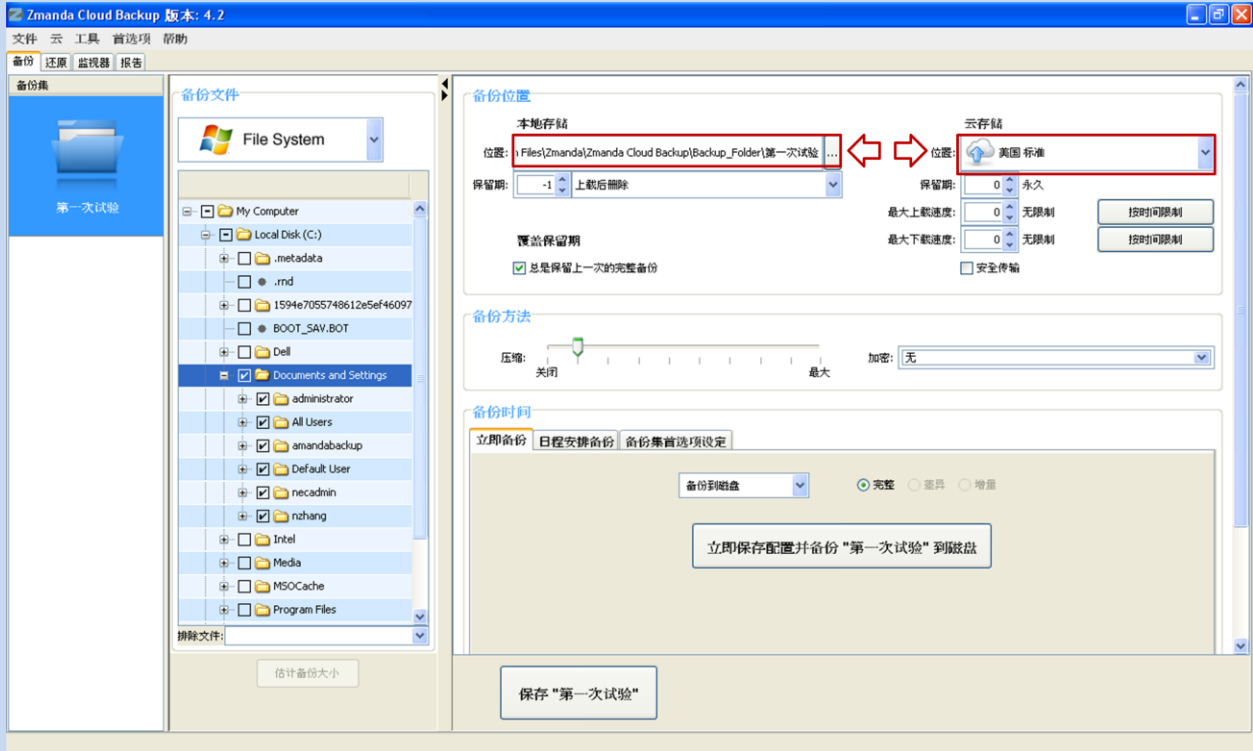 Zmanda Cloud Backup 版本: 4.2
文件 云 工具 首选项 帮助
备份 还原 监视器 报告
备份集
第一次试验
备份文件
File System
My Computer
Local Disk (C:)
.metadata
.rnd
1594e7055748612e5ef46097
BOOT_SAV.BOT
Dell
Documents and Settings
administrator
All Users
amandabackup
Default User
necadmin
nzhang
Intel
Media
MSOCache
Program Files
排除文件:
估计备份大小
备份位置
本地存储
位置: Files\Zmanda\Zmanda Cloud Backup\Backup_Folder\第一次试验 ...
保留期: -1 上载后删除
覆盖保留期
总是保留上一次的完整备份
云存储
位置: 美国 标准
保留期: 0 永久
最大上载速度: 0 无限制 按时间限制
最大下载速度: 0 无限制 按时间限制
安全传输
备份方法
压缩:
关闭 最大
加密: 无
备份时间
立即备份 日程安排备份 备份集首选项设定
备份到磁盘 完整 差异 增量
立即保存配置并备份 "第一次试验" 到磁盘
保存 "第一次试验"